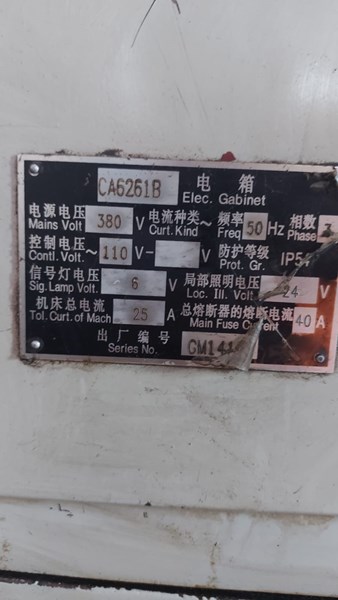 CA6261B 电箱
Elec. Gabinet
电源电压 380 V 电流种类～ 频率 50 Hz 相数
Mains Volt Curt. Kind Freq Phase
控制电压～110 V— V 防护等级
Contl. Volt. Prot. Gr. IP54
信号灯电压 6 V 局部照明电压 24 V
Sig. Lamp Volt. Loc. Ill. Volt.
机床总电流 25 A 总熔断器的熔断电流 40 A
Tol. Curt. of Mach Main Fuse Current
出厂编号
Series No.